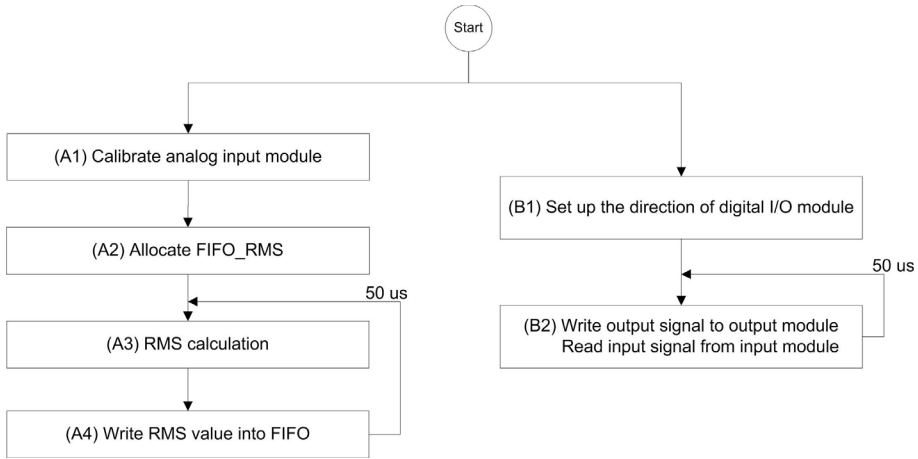 Start
(A1) Calibrate analog input module
(A2) Allocate FIFO_RMS
50 us
(A3) RMS calculation
(A4) Write RMS value into FIFO
(B1) Set up the direction of digital I/O module
50 us
(B2) Write output signal to output module
Read input signal from input module